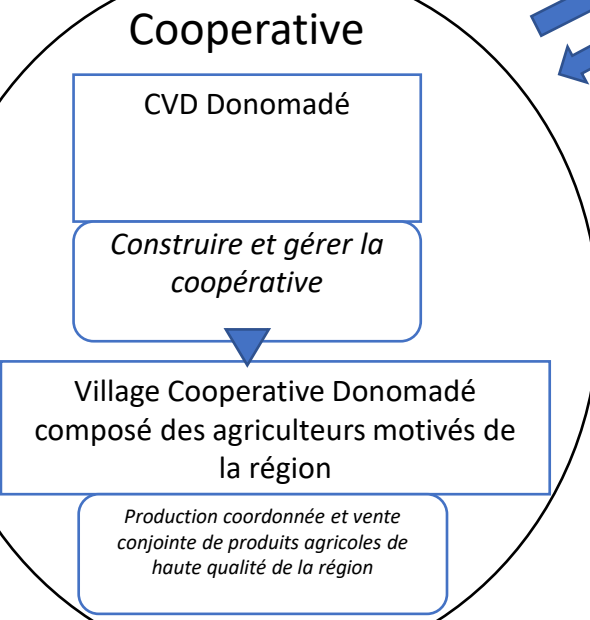 Cooperative
CVD Donomadé
Construire et gérer la
coopérative
Village Cooperative Donomadé
composé des agriculteurs motivés de
la région
Production coordonnée et vente
conjointe de produits agricoles de
haute qualité de la région